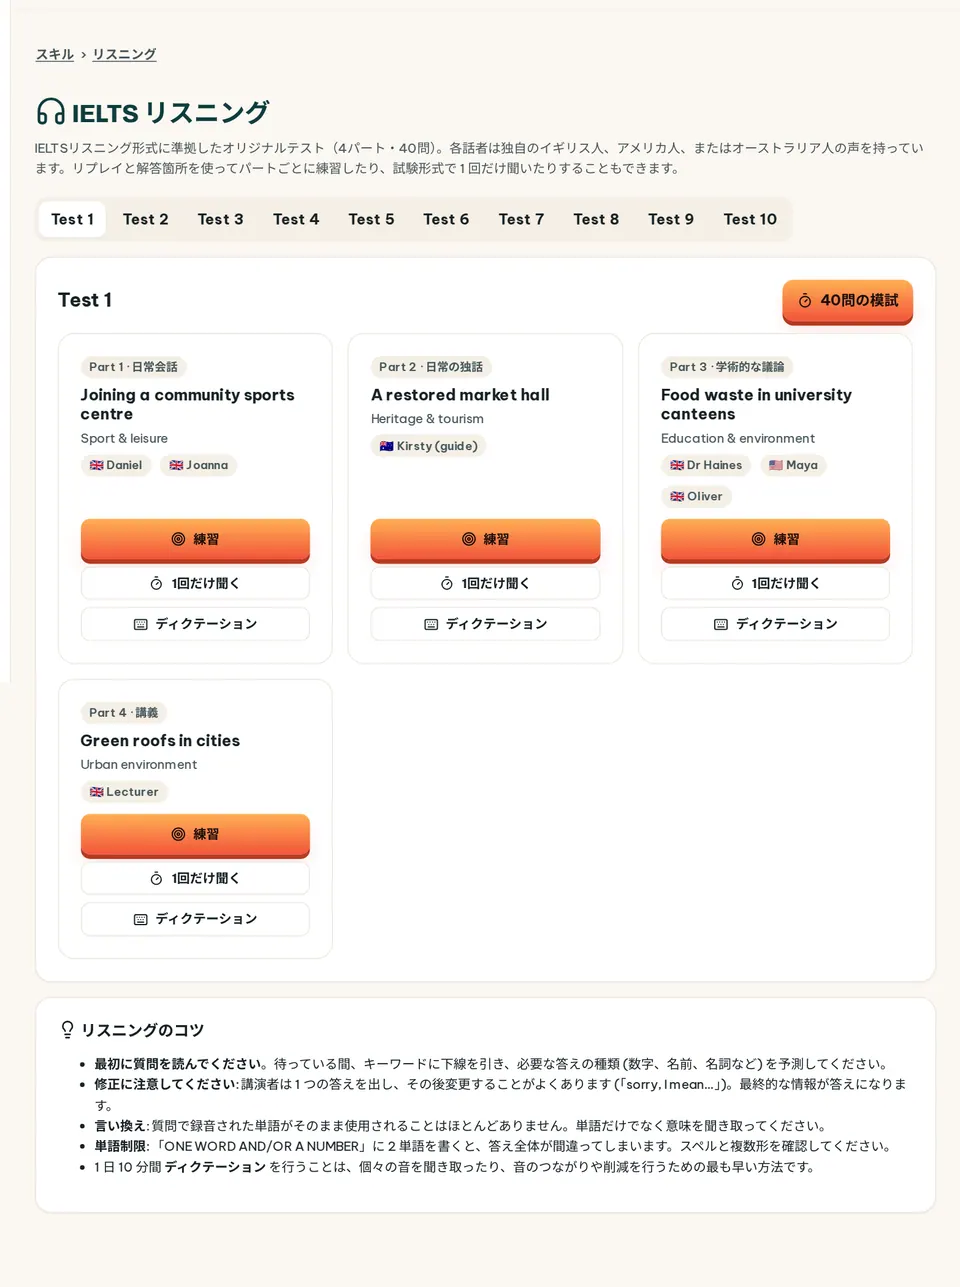 スキル › リスニング
IELTS リスニング
IELTSリスニング形式に準拠したオリジナルテスト（4パート・40問）。各話者は独自のイギリス人、アメリカ人、またはオーストラリア人の声を持ってい
ます。リプレイと解答箇所を使ってパートごとに練習したり、試験形式で 1 回だけ聞いたりすることもできます。
Test 1 Test 2 Test 3 Test 4 Test 5 Test 6 Test 7 Test 8 Test 9 Test 10
Test 1
40問の模試
Part 1 · 日常会話
Joining a community sports
centre
Sport & leisure
🇬🇧 Daniel 🇬🇧 Joanna
練習
1回だけ聞く
ディクテーション
Part 2 · 日常の独話
A restored market hall
Heritage & tourism
🇦🇺 Kirsty (guide)
練習
1回だけ聞く
ディクテーション
Part 3 · 学術的な議論
Food waste in university
canteens
Education & environment
🇬🇧 Dr Haines 🇺🇸 Maya
🇬🇧 Oliver
練習
1回だけ聞く
ディクテーション
Part 4 · 講義
Green roofs in cities
Urban environment
🇬🇧 Lecturer
練習
1回だけ聞く
ディクテーション
リスニングのコツ
• 最初に質問を読んでください。待っている間、キーワードに下線を引き、必要な答えの種類 (数字、名前、名詞など) を予測してください。
• 修正に注意してください: 講演者は 1 つの答えを出し、その後変更することがよくあります (「sorry, I mean…」)。最終的な情報が答えになりま
す。
• 言い換え: 質問で録音された単語がそのまま使用されることはほとんどありません。単語だけでなく意味を聞き取ってください。
• 単語制限: 「ONE WORD AND/OR A NUMBER」に 2 単語を書くと、答え全体が間違ってしまいます。スペルと複数形を確認してください。
• 1 日 10 分間 ディクテーション を行うことは、個々の音を聞き取ったり、音のつながりや削減を行うための最も早い方法です。